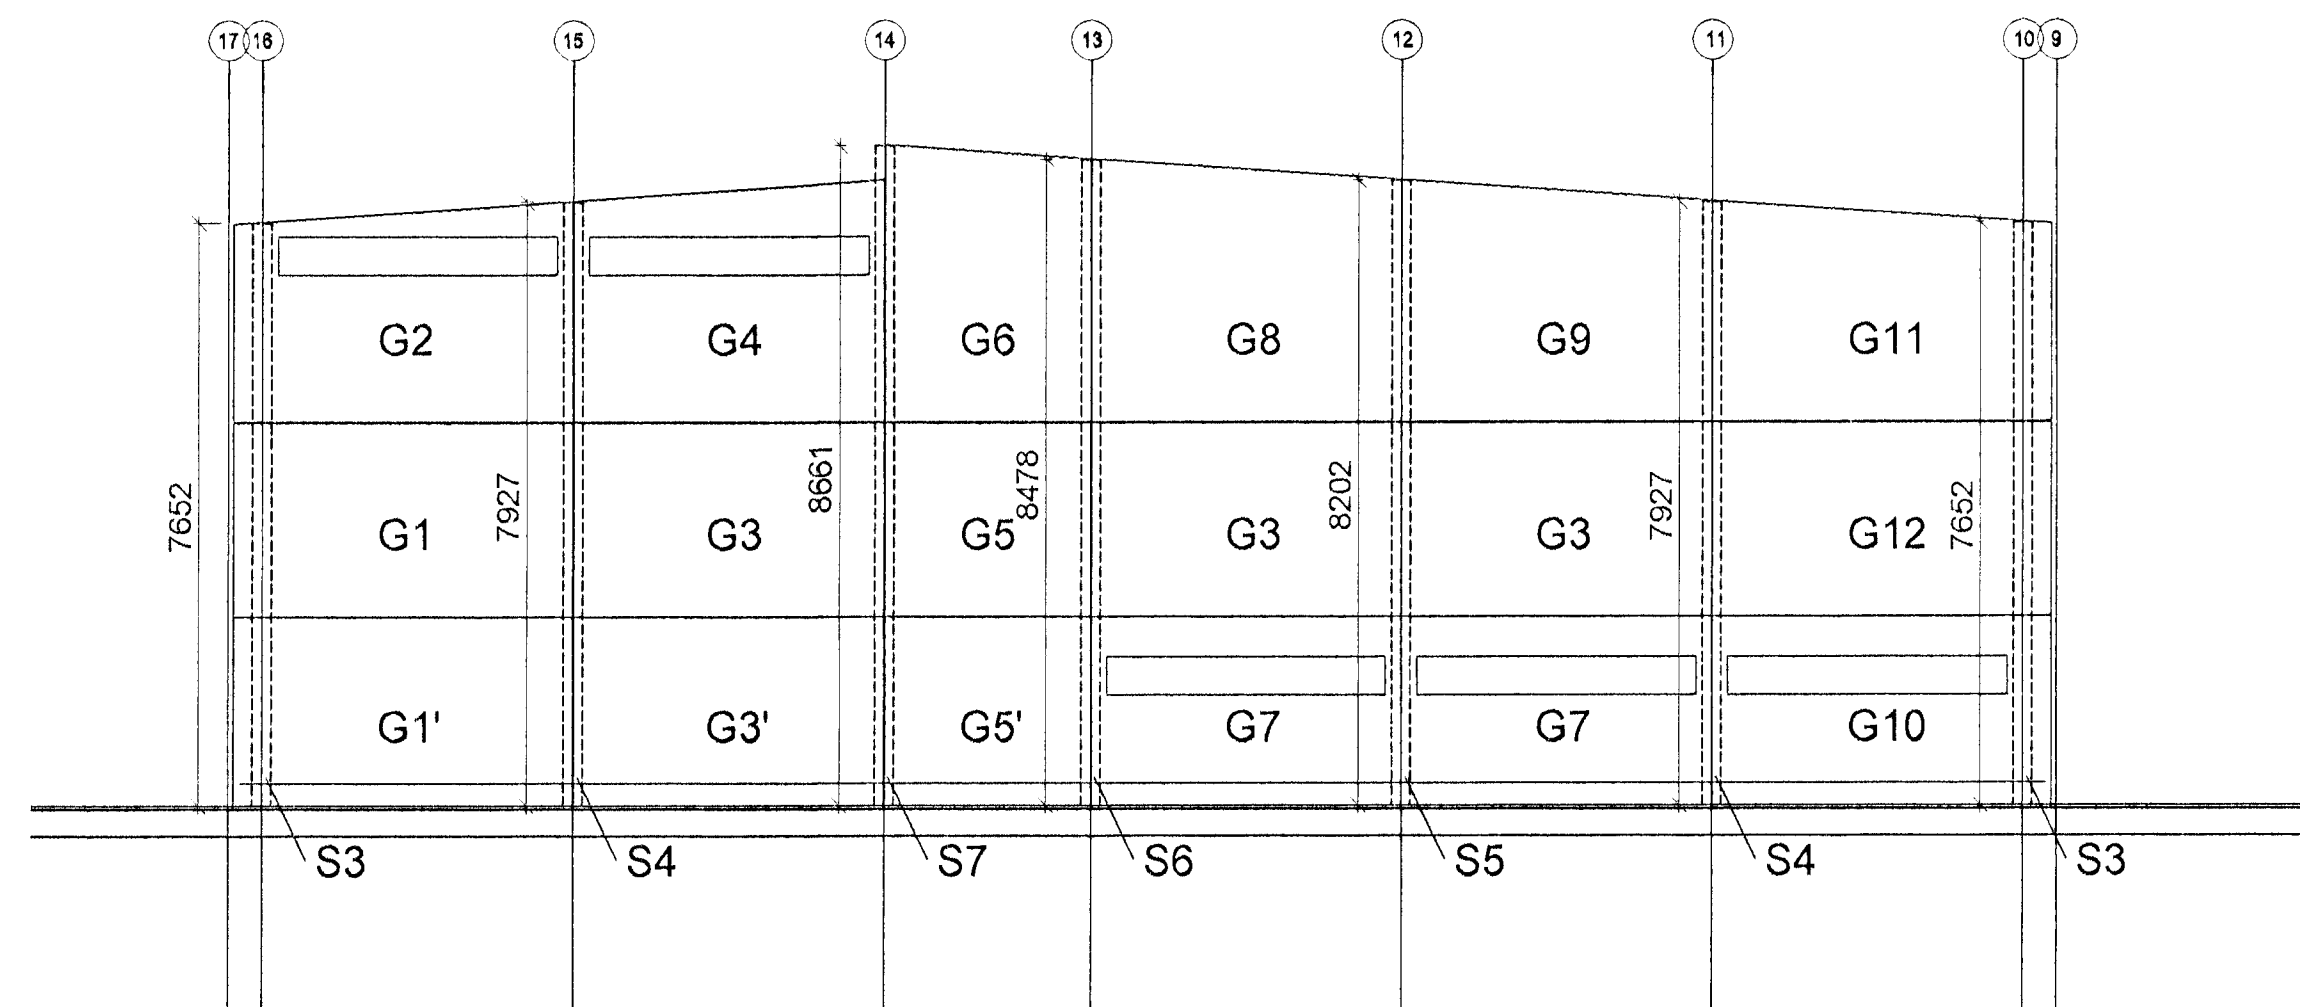 17 16 15 14 13 12 11 10 9
G2 G4 G6 G8 G9 G11
7652 7927 8661 8478 8202 7927 7652
G1 G3 G5 G3 G3 G12
G1' G3' G5' G7 G7 G10
S3 S4 S7 S6 S5 S4 S3